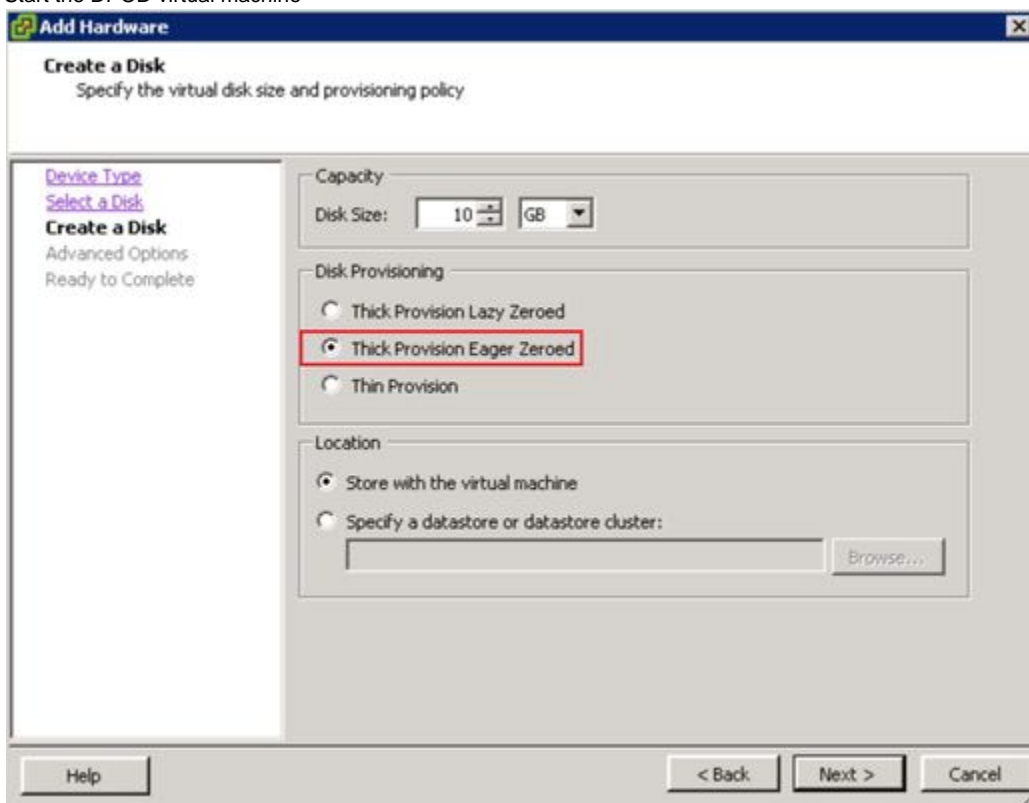 Add Hardware
Create a Disk
Specify the virtual disk size and provisioning policy
Device Type
Select a Disk
Create a Disk
Advanced Options
Ready to Complete
Capacity
Disk Size: 10 GB
Disk Provisioning
Thick Provision Lazy Zeroed
Thick Provision Eager Zeroed
Thin Provision
Location
Store with the virtual machine
Specify a datastore or datastore cluster:
Browse...
Help
< Back
Next >
Cancel